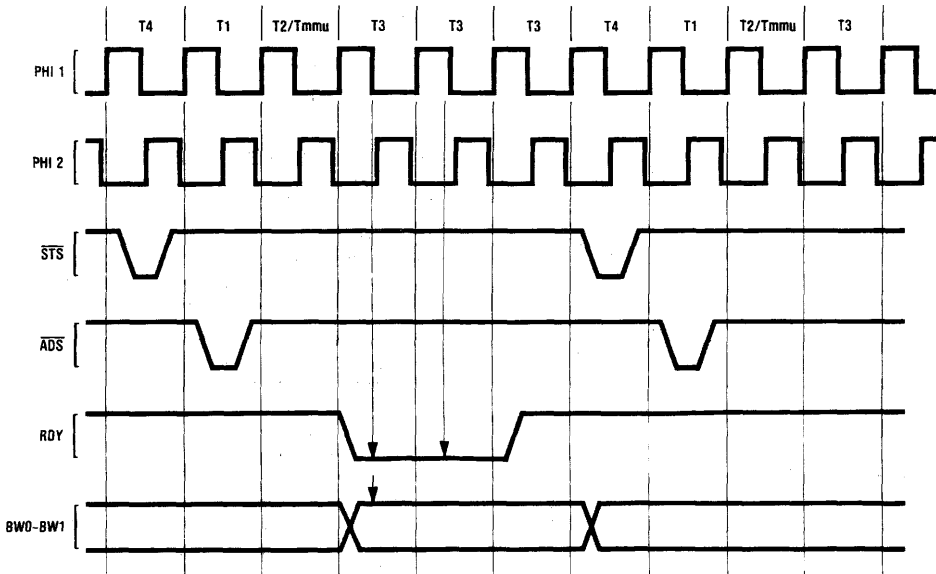 T4 T1 T2/Tmmu T3 T3 T3 T4 T1 T2/Tmmu T3
PHI 1
PHI 2
STS
ADS
RDY
BW0-BW1